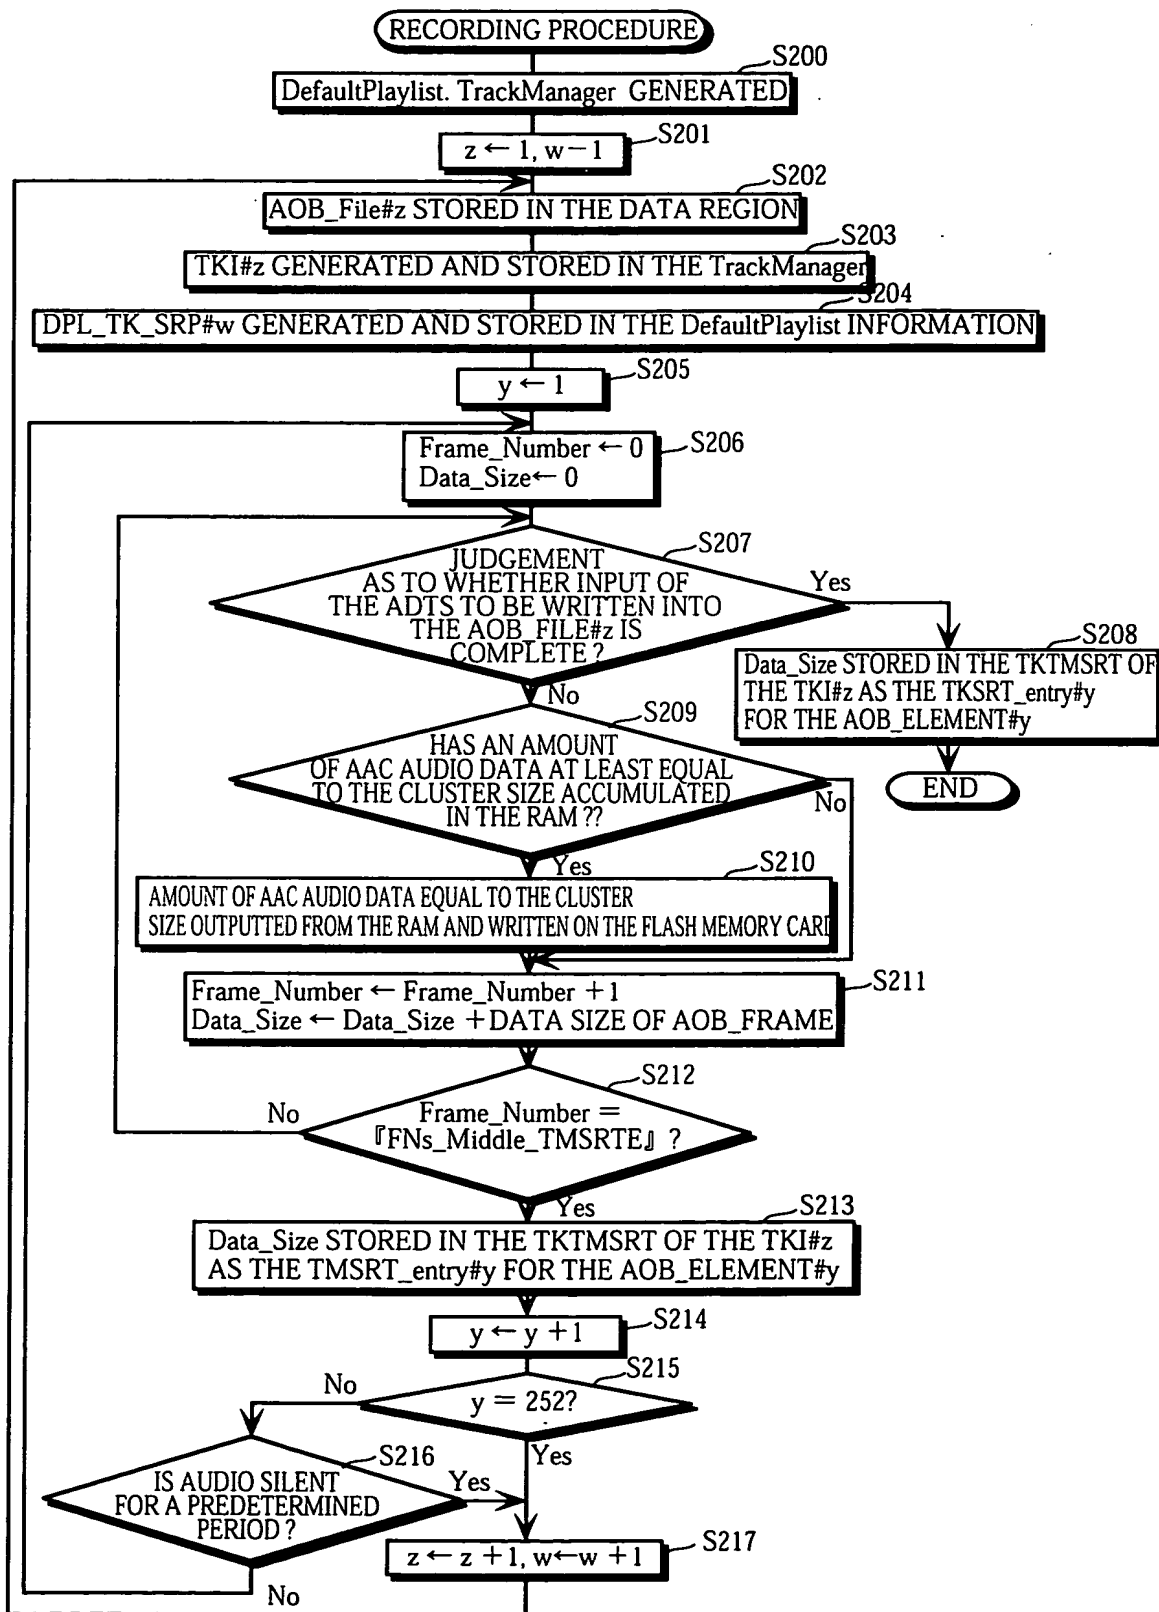 RECORDING PROCEDURE
S200
DefaultPlaylist. TrackManager GENERATED
S201
z ← 1, w−1
S202
AOB_File#z STORED IN THE DATA REGION
S203
TKI#z GENERATED AND STORED IN THE TrackManager
S204
DPL_TK_SRP#w GENERATED AND STORED IN THE DefaultPlaylist INFORMATION
S205
y ← 1
S206
Frame_Number ← 0
Data_Size← 0
S207
JUDGEMENT
AS TO WHETHER INPUT OF
THE ADTS TO BE WRITTEN INTO
THE AOB_FILE#z IS
COMPLETE ?
Yes
No
S208
Data_Size STORED IN THE TKTMSRT OF
THE TKI#z AS THE TKSRT_entry#y
FOR THE AOB_ELEMENT#y
END
S209
HAS AN AMOUNT
OF AAC AUDIO DATA AT LEAST EQUAL
TO THE CLUSTER SIZE ACCUMULATED
IN THE RAM ??
No
Yes
S210
AMOUNT OF AAC AUDIO DATA EQUAL TO THE CLUSTER
SIZE OUTPUTTED FROM THE RAM AND WRITTEN ON THE FLASH MEMORY CARD
S211
Frame_Number ← Frame_Number +1
Data_Size ← Data_Size +DATA SIZE OF AOB_FRAME
S212
No
Frame_Number =
『FNs_Middle_TMSRTE』 ?
Yes
S213
Data_Size STORED IN THE TKTMSRT OF THE TKI#z
AS THE TMSRT_entry#y FOR THE AOB_ELEMENT#y
S214
y ← y +1
S215
No
y = 252?
Yes
S216
IS AUDIO SILENT
FOR A PREDETERMINED
PERIOD ?
Yes
No
S217
z ← z +1, w←w +1